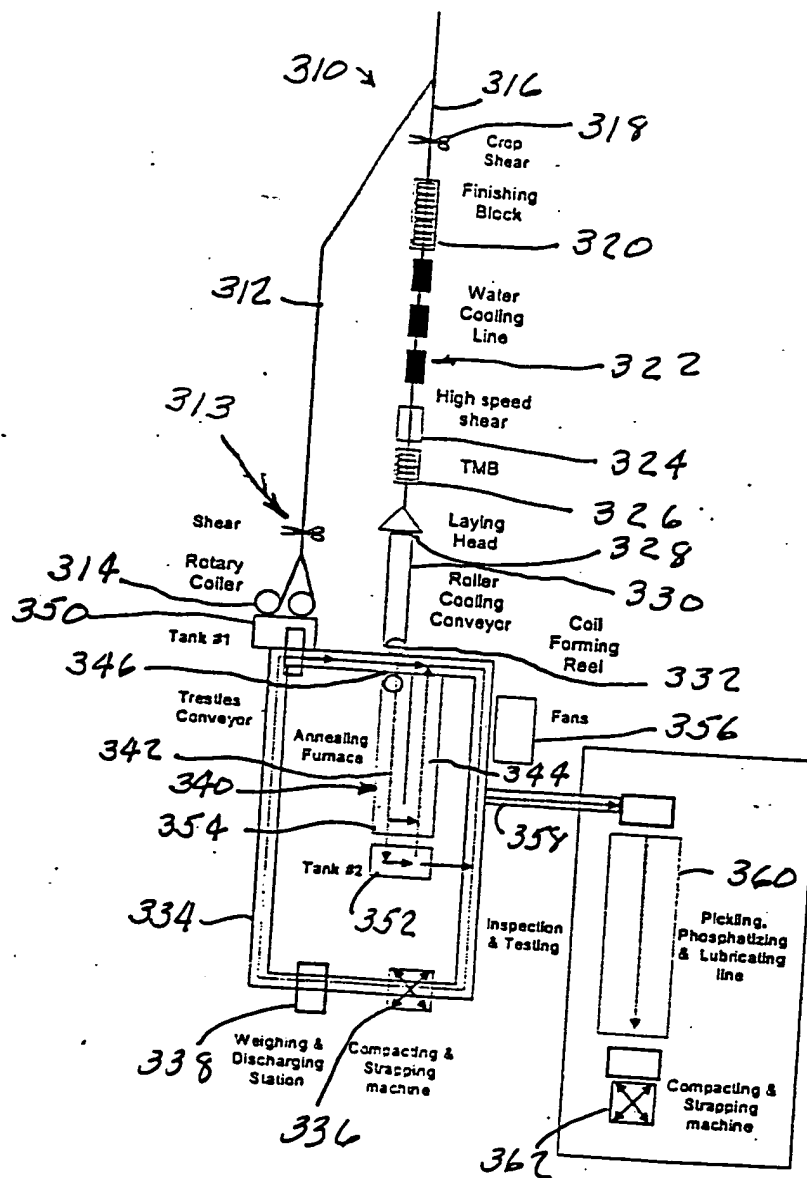 310
316
318
Crop
Shear
Finishing
Block
320
312
Water
Cooling
Line
322
313
High speed
shear
324
TMB
326
Shear
Laying
Head
328
314
Rotary
Coiler
Roller
Cooling
Conveyor
330
350
Tank #1
Coil
Forming
Reel
332
346
Trestles
Conveyor
Fans
356
342
Annealing
Furnace
344
340
354
358
Tank #2
352
360
334
Inspection
& Testing
Pickling,
Phosphatizing
& Lubricating
line
338
Weighing &
Discharging
Station
Compacting &
Strapping
machine
336
Compacting &
Strapping
machine
362